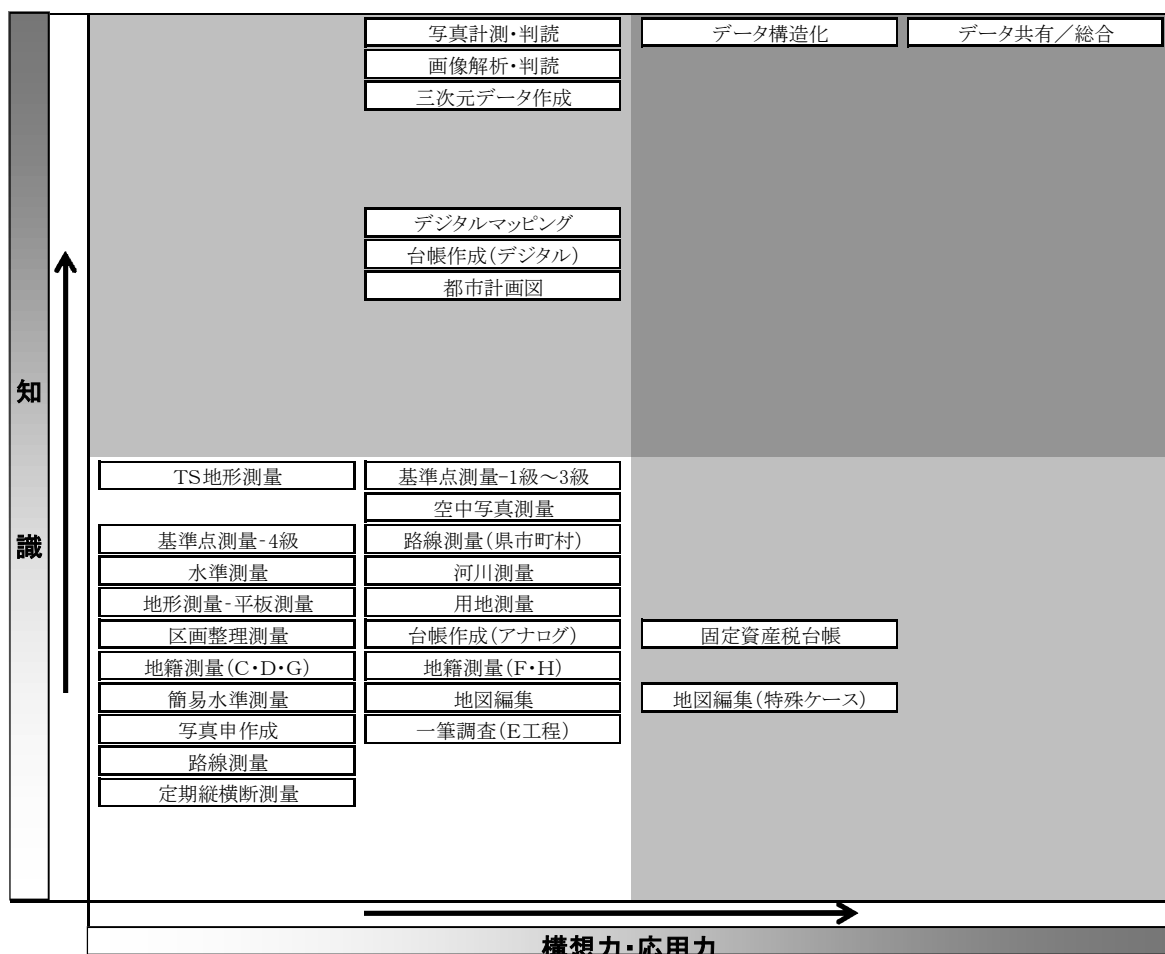 写真計測・判読
データ構造化
データ共有／総合
画像解析・判読
三次元データ作成
デジタルマッピング
台帳作成(デジタル)
都市計画図
知
識
TS地形測量
基準点測量-1級～3級
空中写真測量
基準点測量-4級
路線測量(県市町村)
水準測量
河川測量
地形測量-平板測量
用地測量
区画整理測量
台帳作成(アナログ)
固定資産税台帳
地籍測量(C・D・G)
地籍測量(F・H)
簡易水準測量
地図編集
地図編集(特殊ケース)
写真申作成
一筆調査(E工程)
路線測量
定期縦横断測量
構想力・応用力